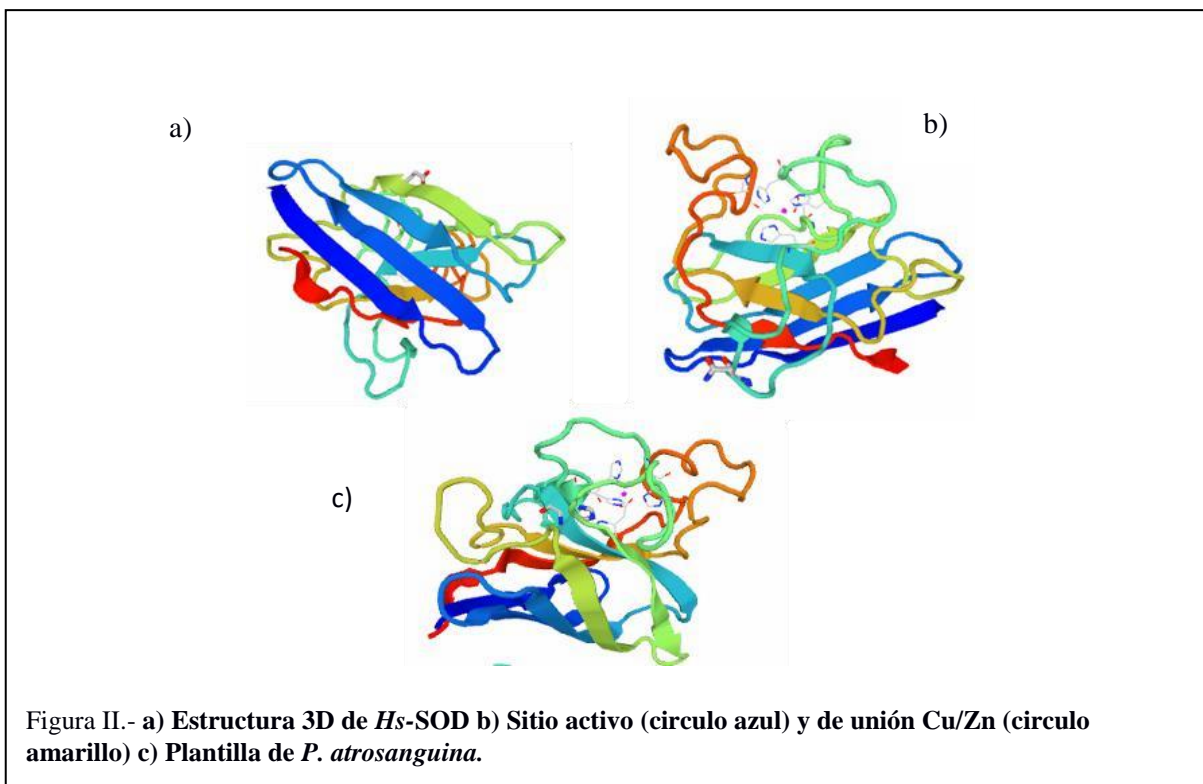 a)
b)
c)
Figura II.- a) Estructura 3D de Hs-SOD b) Sitio activo (circulo azul) y de unión Cu/Zn (circulo
amarillo) c) Plantilla de P. atrosanguina.